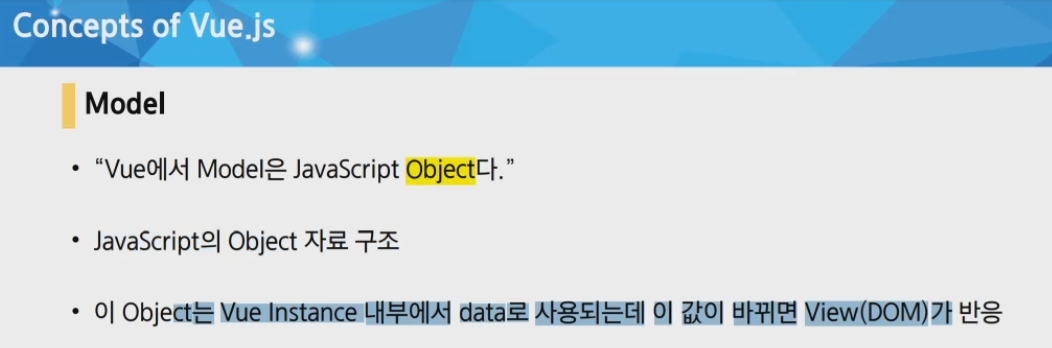 Concepts of Vue.js
Model
• “Vue에서 Model은 JavaScript Object다.”
• JavaScript의 Object 자료 구조
• 이 Object는 Vue Instance 내부에서 data로 사용되는데 이 값이 바뀌면 View(DOM)가 반응